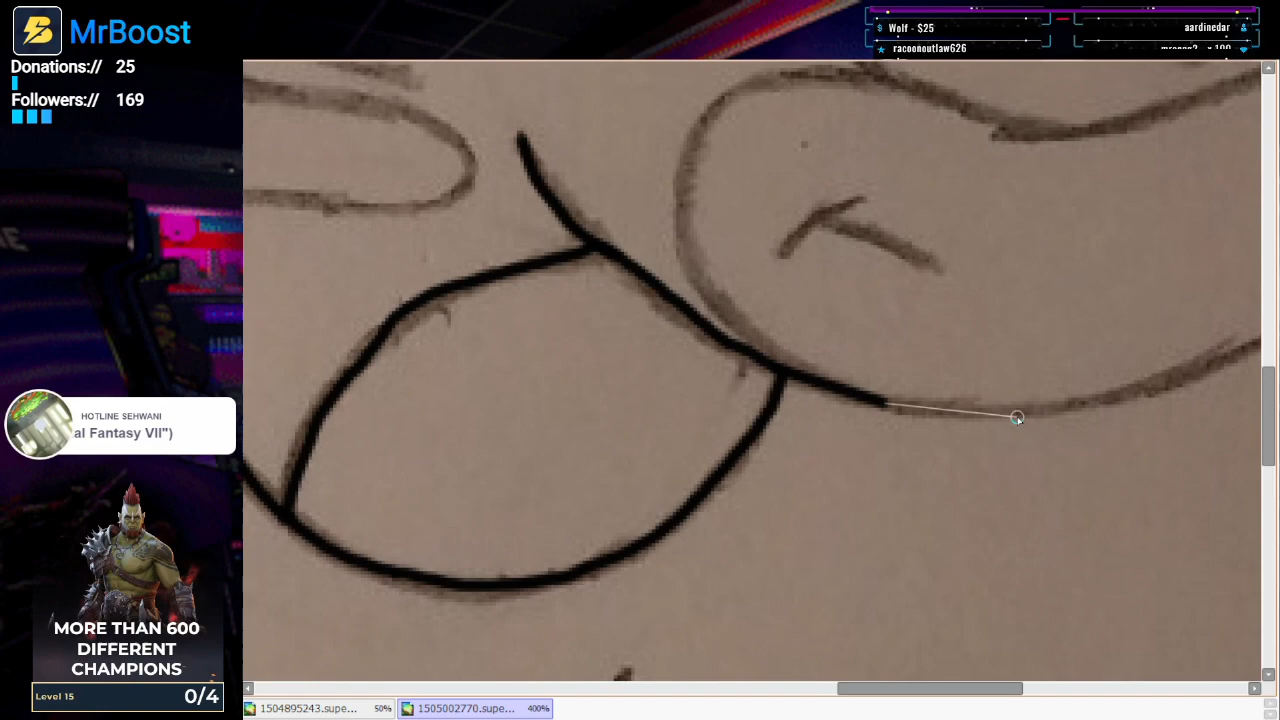 MrBoost
Donations:// 25
Followers:// 169
Wolf - $25
racoonoutlaw626
aardinedar
HOTLINE SEHWANI
al Fantasy VII")
MORE THAN 600
DIFFERENT
CHAMPIONS
Level 15
0/4
1504895243.supe... 50%
1505002770.supe... 400%